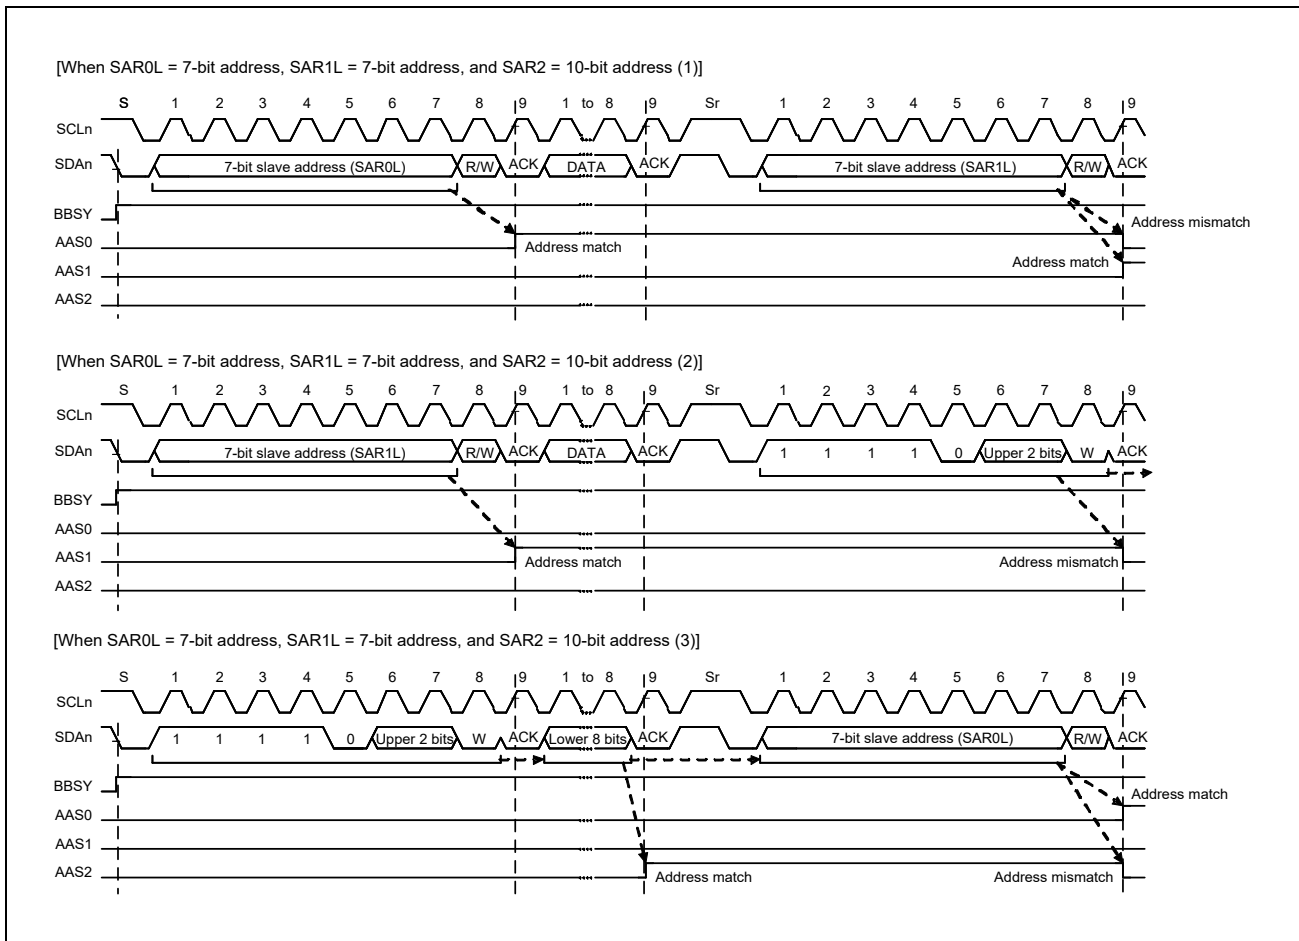 [When SAR0L = 7-bit address, SAR1L = 7-bit address, and SAR2 = 10-bit address (1)]
S 1 2 3 4 5 6 7 8 9 1 to 8 9 Sr 1 2 3 4 5 6 7 8 9
SCLn
SDAn 7-bit slave address (SAR0L) R/W ACK DATA ACK 7-bit slave address (SAR1L) R/W ACK
BBSY
Address mismatch
AAS0 Address match
AAS1 Address match
AAS2
[When SAR0L = 7-bit address, SAR1L = 7-bit address, and SAR2 = 10-bit address (2)]
S 1 2 3 4 5 6 7 8 9 1 to 8 9 Sr 1 2 3 4 5 6 7 8 9
SCLn
SDAn 7-bit slave address (SAR1L) R/W ACK DATA ACK 1 1 1 1 0 Upper 2 bits W ACK
BBSY
AAS0
AAS1 Address match Address mismatch
AAS2
[When SAR0L = 7-bit address, SAR1L = 7-bit address, and SAR2 = 10-bit address (3)]
S 1 2 3 4 5 6 7 8 9 1 to 8 9 Sr 1 2 3 4 5 6 7 8 9
SCLn
SDAn 1 1 1 1 0 Upper 2 bits W ACK Lower 8 bits ACK 7-bit slave address (SAR0L) R/W ACK
BBSY
Address match
AAS0
AAS1
AAS2 Address match Address mismatch